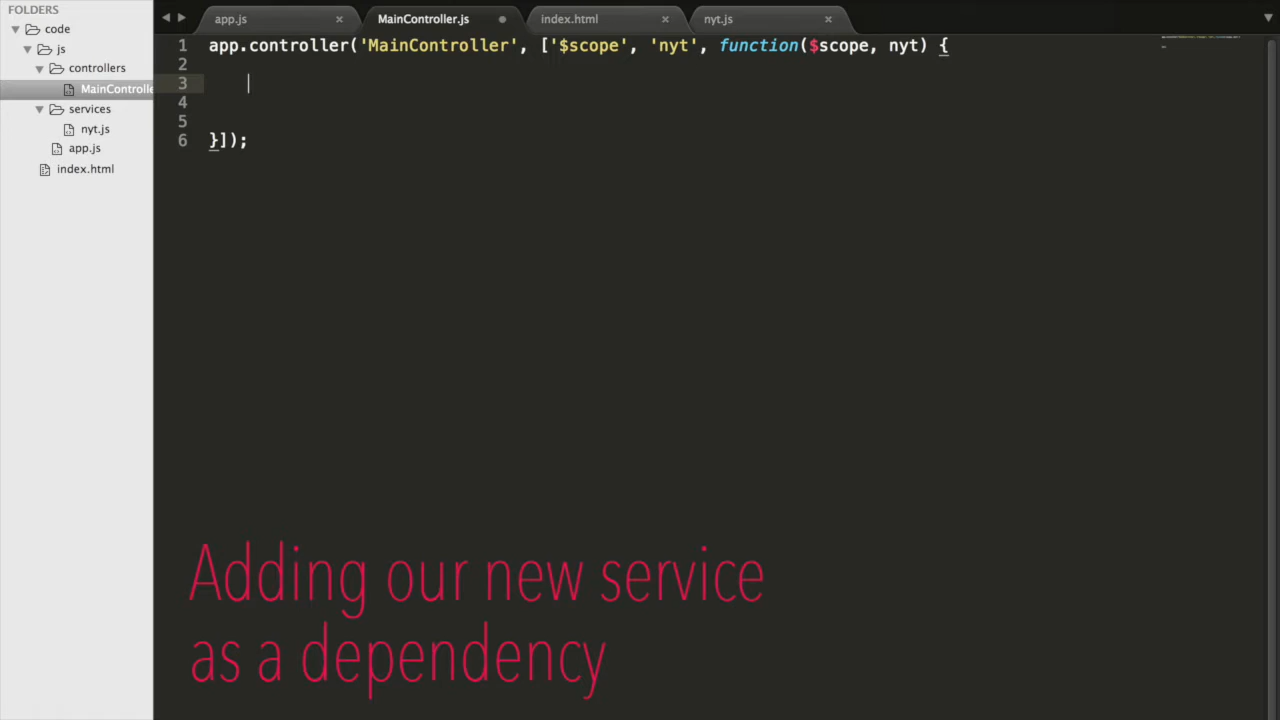 FOLDERS
code
js
controllers
MainControlle
services
nyt.js
app.js
index.html
app.js × MainController.js index.html × nyt.js ×
1 app.controller('MainController', ['$scope', 'nyt', function($scope, nyt) {
2
3
4
5
6 }]);
Adding our new service
as a dependency